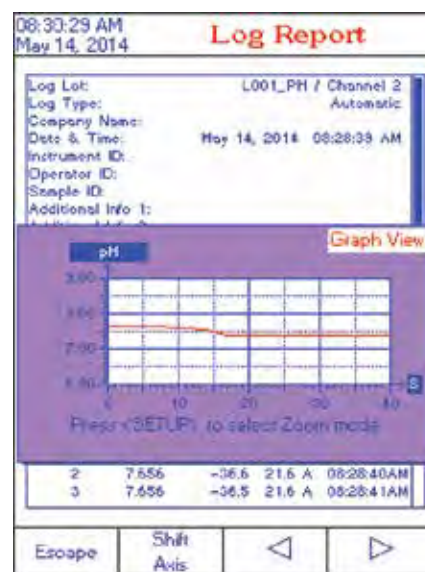 08:30:29 AM
May 14, 2014
Log Report
Log Lot: L001_PH / Channel 2
Log Type: Automatic
Company Name:
Date & Time: May 14, 2014 08:28:39 AM
Instrument ID:
Operator ID:
Sample ID:
Additional Info 1:
Graph View
pH
7.00
0 10 20 30 40
S
Press <SETUP> to select Zoom mode
2 7.656 -36.6 21.6 A 08:28:40AM
3 7.656 -36.5 21.6 A 08:28:41AM
Escape
Shift Axis